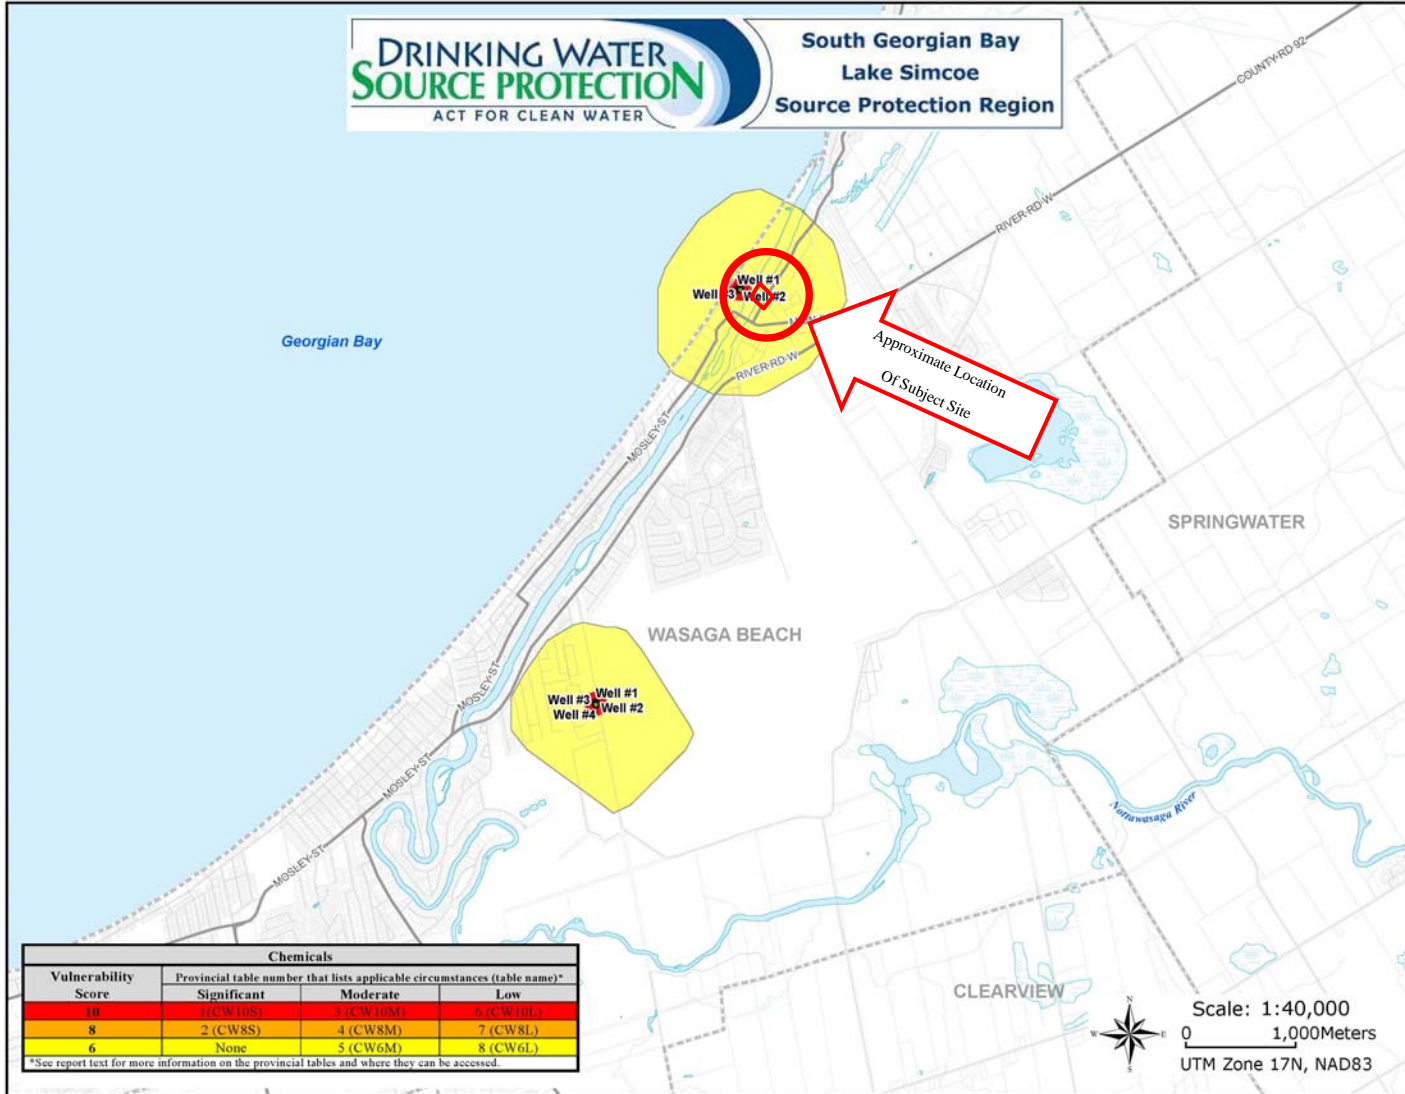 DRINKING WATER
SOURCE PROTECTION
ACT FOR CLEAN WATER
South Georgian Bay
Lake Simcoe
Source Protection Region
COUNTY-RD-92
RIVER-RD-W
Well #1
Well #3
Well #2
RIVER-RD-W
Georgian Bay
Approximate Location
Of Subject Site
MOSLEY-ST
SPRINGWATER
WASAGA BEACH
MOSLEY-ST
Well #1
Well #3
Well #2
Well #4
MOSLEY-ST
Nottawasaga River
MOSLEY-ST
CLEARVIEW
Chemicals
Vulnerability Score
Provincial table number that lists applicable circumstances (table name)*
Significant Moderate Low
10 1(CW10S) 3 (CW10M) 6 (CW10L)
8 2 (CW8S) 4 (CW8M) 7 (CW8L)
6 None 5 (CW6M) 8 (CW6L)
*See report text for more information on the provincial tables and where they can be accessed.
N
W E
S
Scale: 1:40,000
0 1,000Meters
UTM Zone 17N, NAD83